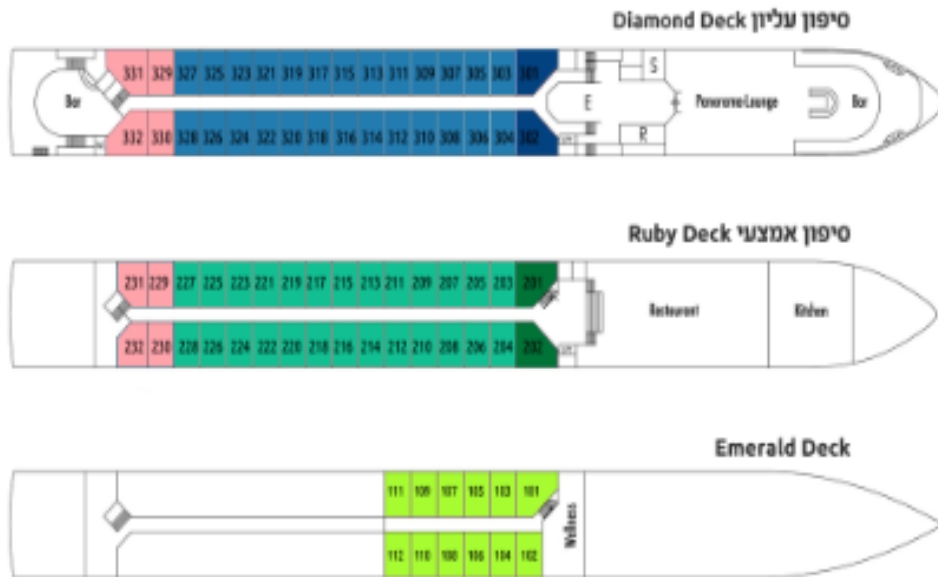 Diamond Deck סיפון עליון
331 329 327 325 323 321 319 317 315 313 311 309 307 305 303 301
S
Bar
E
Panorama Lounge
Bar
332 330 328 326 324 322 320 318 316 314 312 310 308 306 304 302
R
Ruby Deck סיפון אמצעי
231 229 227 225 223 221 219 217 215 213 211 209 207 205 203 201
Restaurant
Kitchen
232 230 228 226 224 222 220 218 216 214 212 210 208 206 204 202
Emerald Deck
111 109 107 105 103 101
Wellness
112 110 108 106 104 102